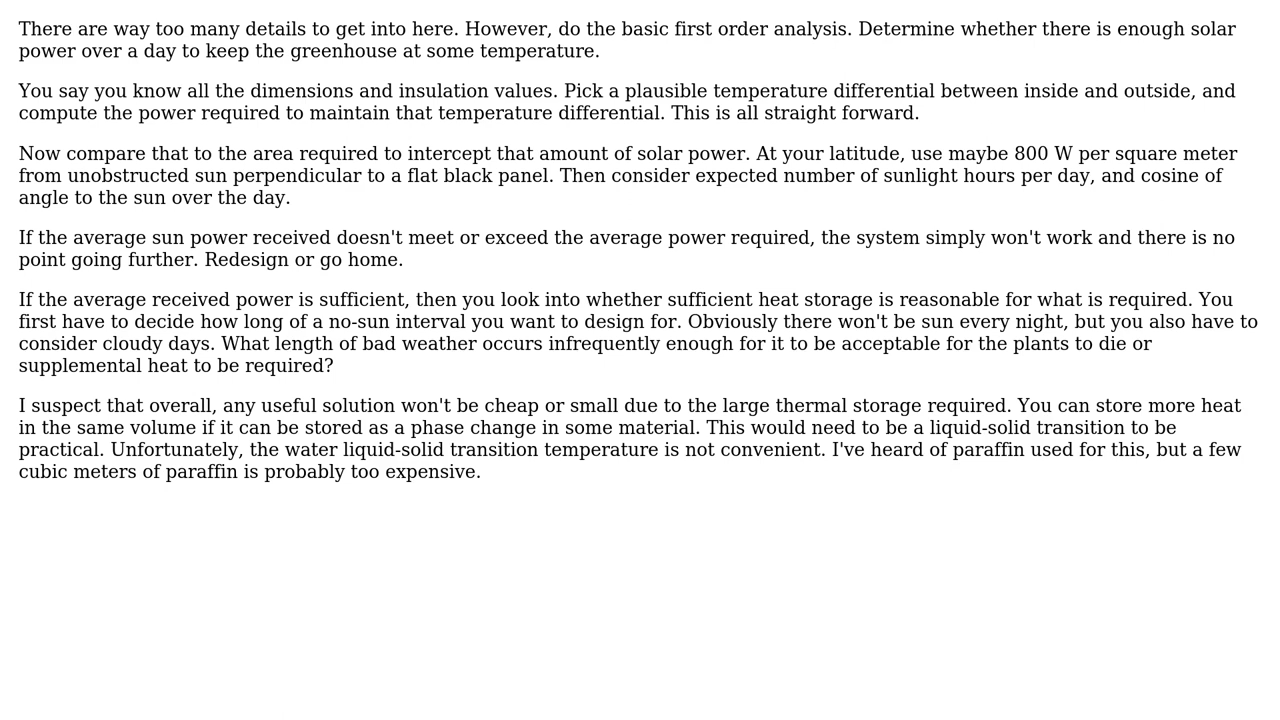 There are way too many details to get into here. However, do the basic first order analysis. Determine whether there is enough solar
power over a day to keep the greenhouse at some temperature.
You say you know all the dimensions and insulation values. Pick a plausible temperature differential between inside and outside, and
compute the power required to maintain that temperature differential. This is all straight forward.
Now compare that to the area required to intercept that amount of solar power. At your latitude, use maybe 800 W per square meter
from unobstructed sun perpendicular to a flat black panel. Then consider expected number of sunlight hours per day, and cosine of
angle to the sun over the day.
If the average sun power received doesn't meet or exceed the average power required, the system simply won't work and there is no
point going further. Redesign or go home.
If the average received power is sufficient, then you look into whether sufficient heat storage is reasonable for what is required. You
first have to decide how long of a no-sun interval you want to design for. Obviously there won't be sun every night, but you also have to
consider cloudy days. What length of bad weather occurs infrequently enough for it to be acceptable for the plants to die or
supplemental heat to be required?
I suspect that overall, any useful solution won't be cheap or small due to the large thermal storage required. You can store more heat
in the same volume if it can be stored as a phase change in some material. This would need to be a liquid-solid transition to be
practical. Unfortunately, the water liquid-solid transition temperature is not convenient. I've heard of paraffin used for this, but a few
cubic meters of paraffin is probably too expensive.